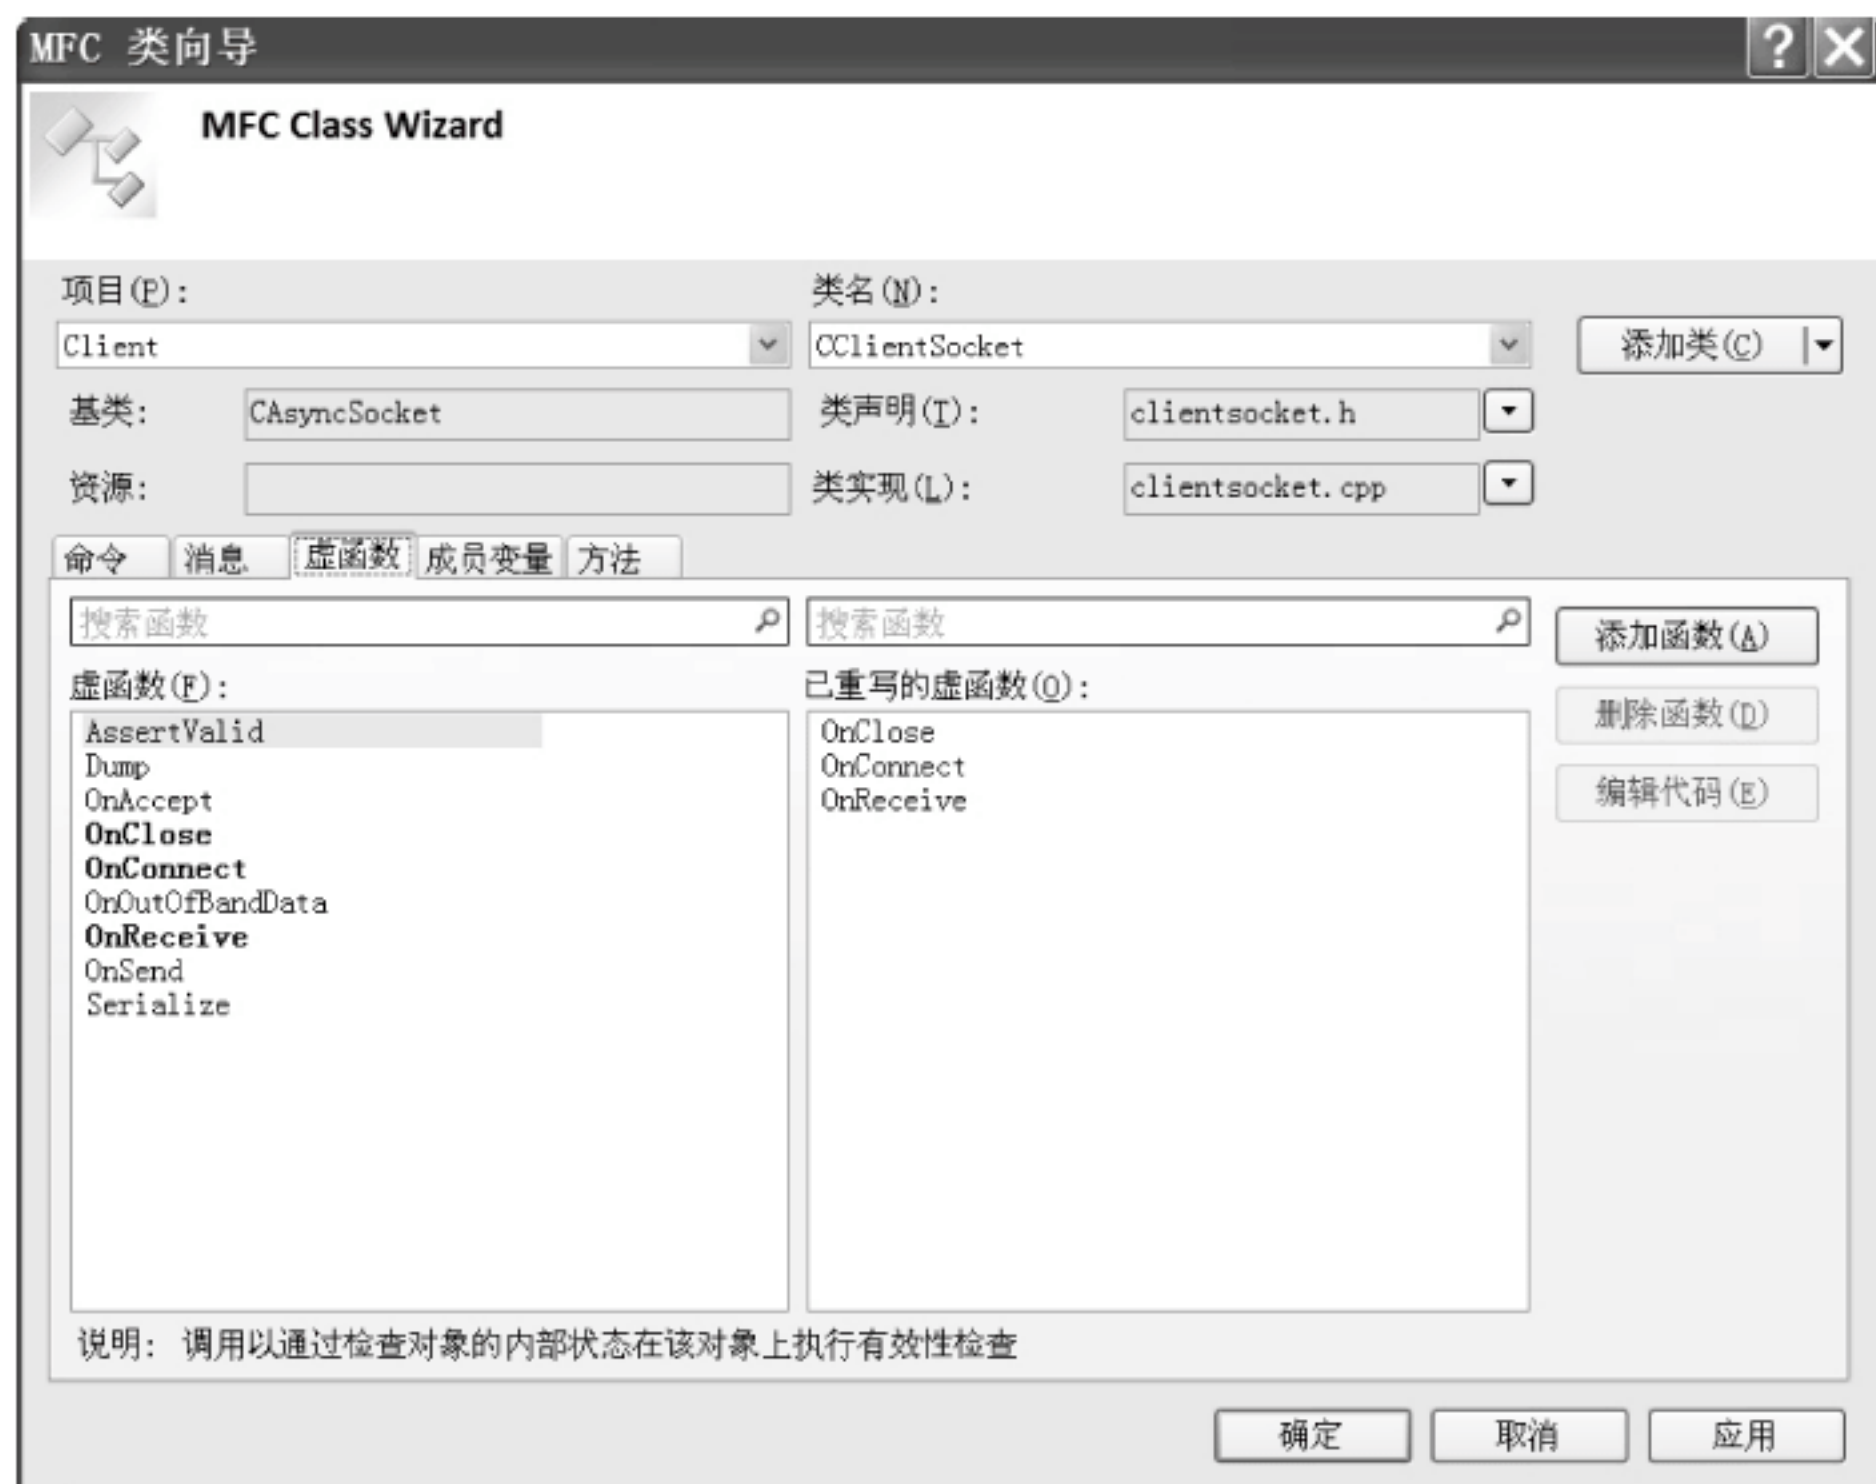 MFC 类向导
MFC Class Wizard
项目(P):
类名(N):
Client
CClientSocket
添加类(C)
基类:
CAsyncSocket
类声明(T):
clientsocket.h
资源:
类实现(L):
clientsocket.cpp
命令 消息 虚函数 成员变量 方法
搜索函数
搜索函数
添加函数(A)
虚函数(F):
已重写的虚函数(O):
删除函数(D)
编辑代码(E)
AssertValid
Dump
OnAccept
OnClose
OnConnect
OnOutOfBandData
OnReceive
OnSend
Serialize
OnClose
OnConnect
OnReceive
说明: 调用以通过检查对象的内部状态在该对象上执行有效性检查
确定 取消 应用